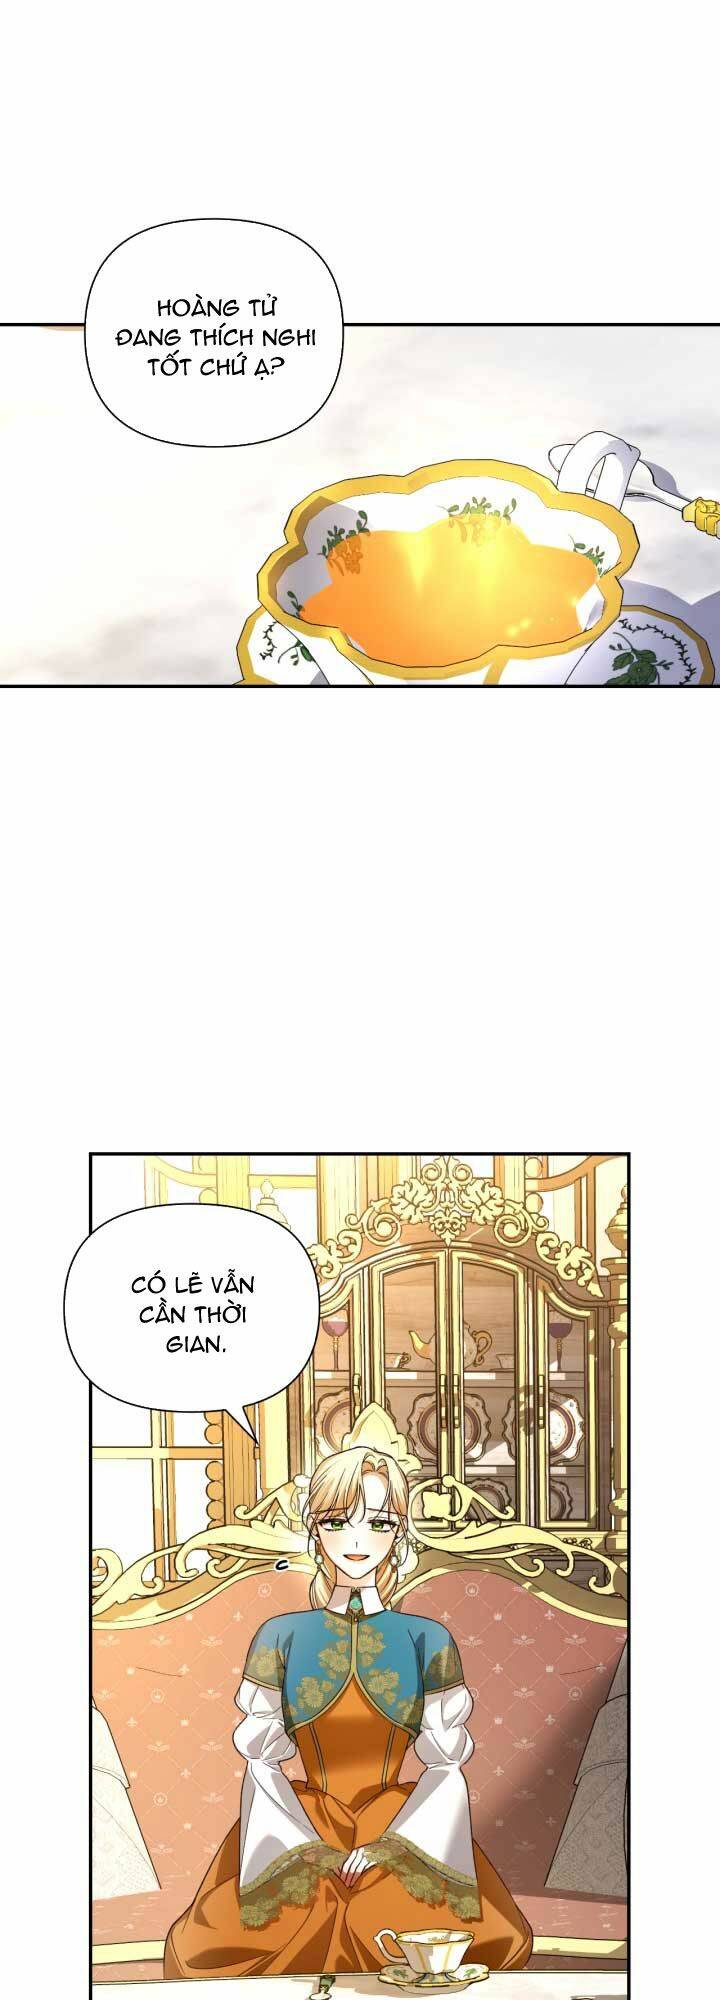 HOÀNG TỬ
ĐANG THÍCH NGHI
TỐT CHỨ Ạ?
CÓ LẼ VẪN
CẦN THỜI
GIAN.